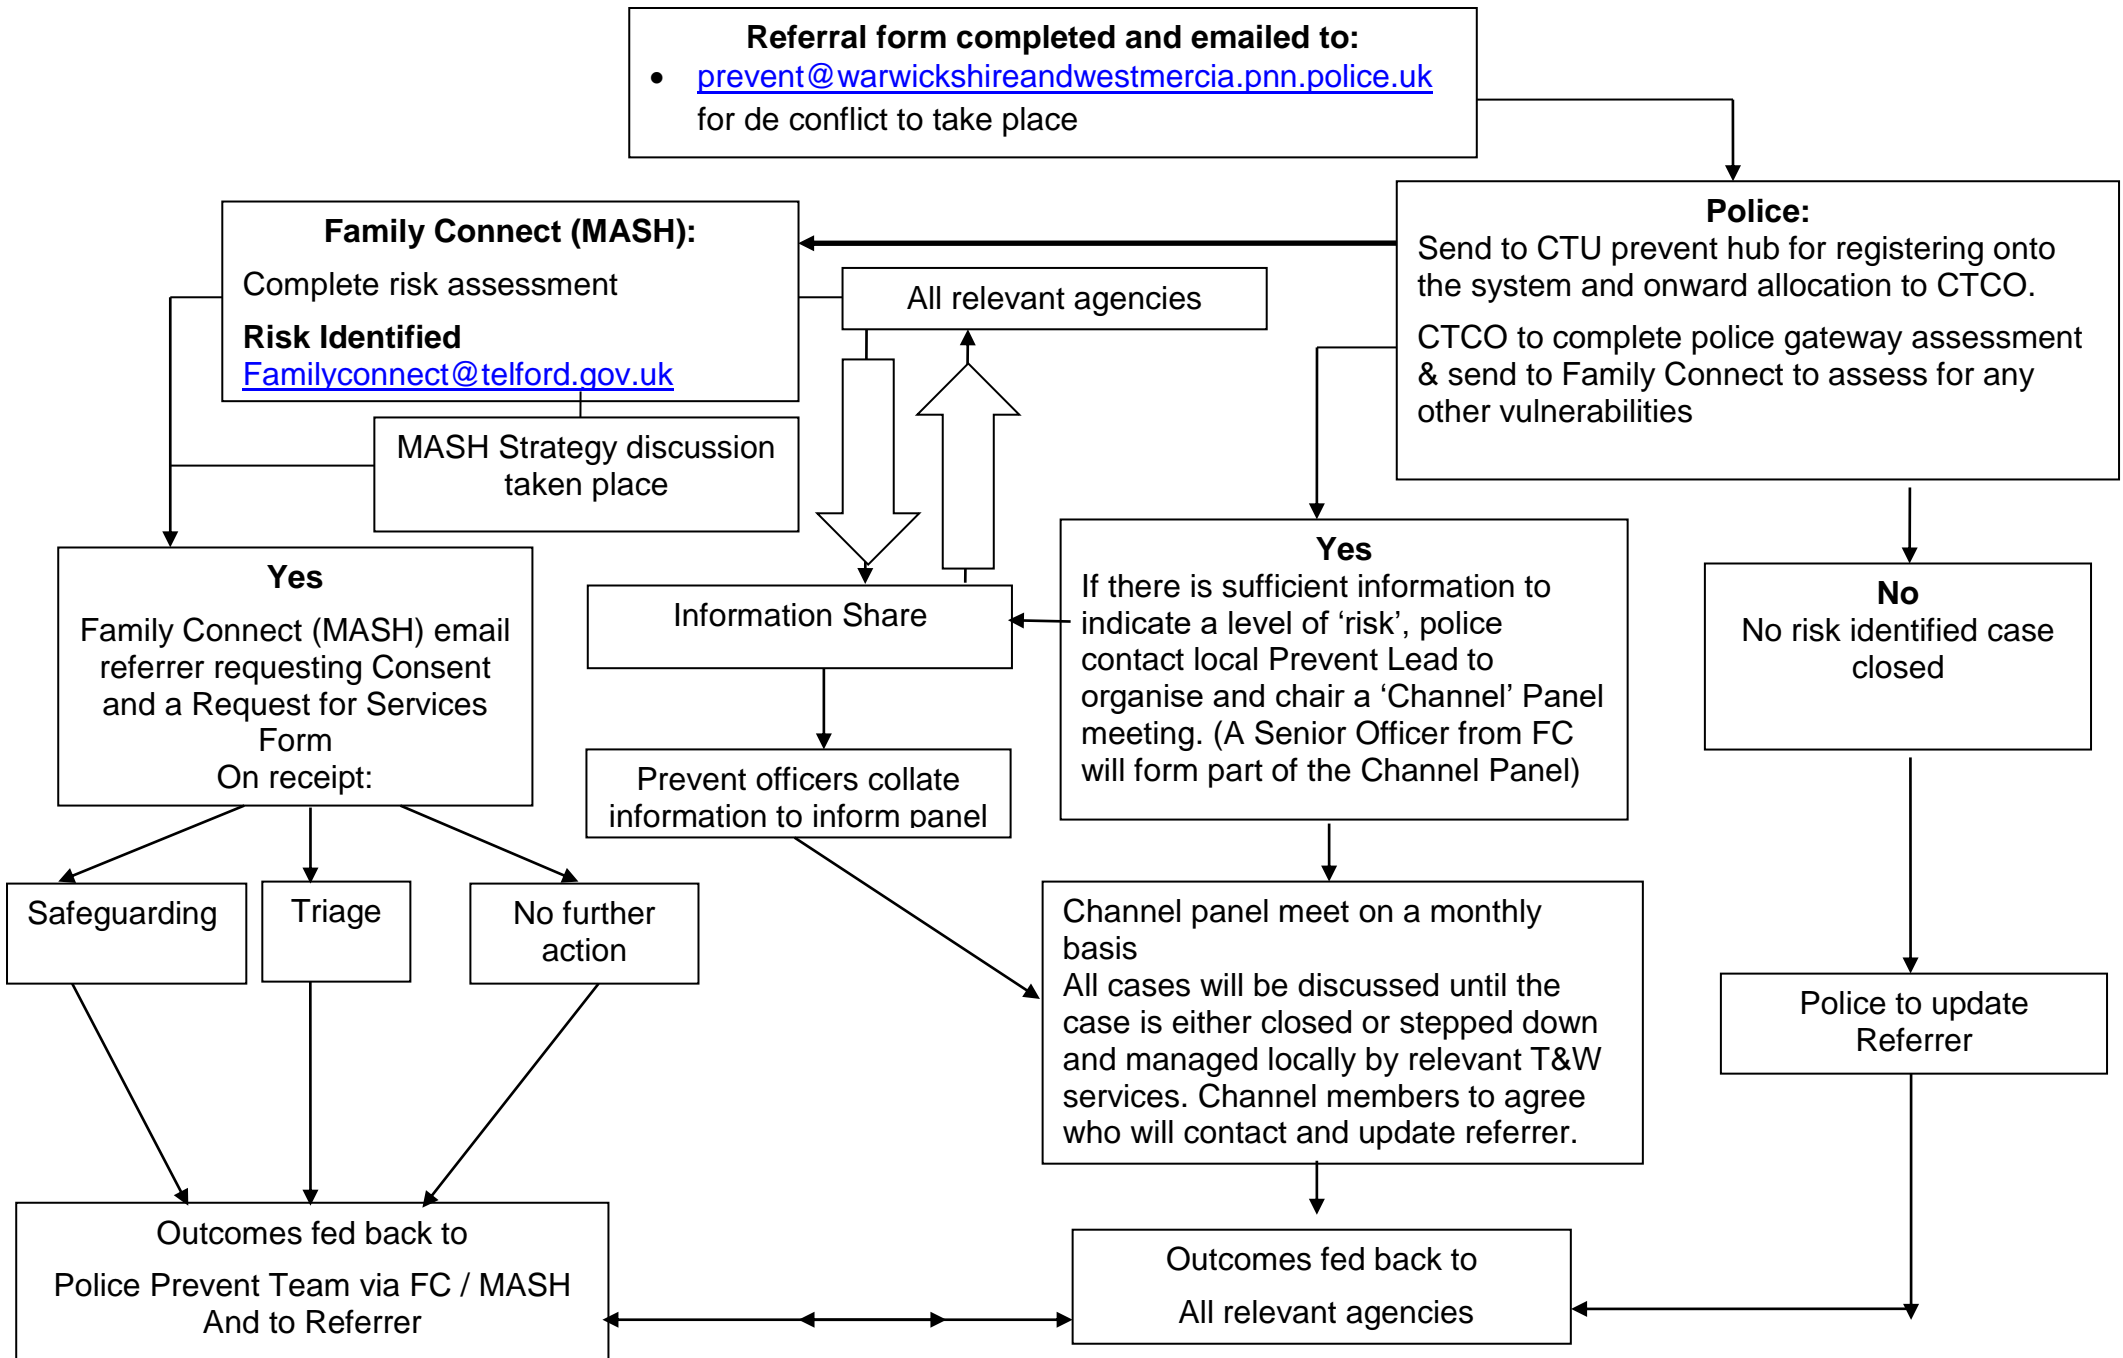 Referral form completed and emailed to:
• prevent@warwickshireandwestmercia.pnn.police.uk
for de conflict to take place
Family Connect (MASH):
Complete risk assessment
Risk Identified
Familyconnect@telford.gov.uk
All relevant agencies
Police:
Send to CTU prevent hub for registering onto
the system and onward allocation to CTCO.
CTCO to complete police gateway assessment
& send to Family Connect to assess for any
other vulnerabilities
MASH Strategy discussion
taken place
Yes
Family Connect (MASH) email
referrer requesting Consent
and a Request for Services
Form
On receipt:
Information Share
Yes
If there is sufficient information to
indicate a level of ‘risk’, police
contact local Prevent Lead to
organise and chair a ‘Channel’ Panel
meeting. (A Senior Officer from FC
will form part of the Channel Panel)
No
No risk identified case
closed
Prevent officers collate
information to inform panel
Safeguarding
Triage
No further
action
Channel panel meet on a monthly
basis
All cases will be discussed until the
case is either closed or stepped down
and managed locally by relevant T&W
services. Channel members to agree
who will contact and update referrer.
Police to update
Referrer
Outcomes fed back to
Police Prevent Team via FC / MASH
And to Referrer
Outcomes fed back to
All relevant agencies